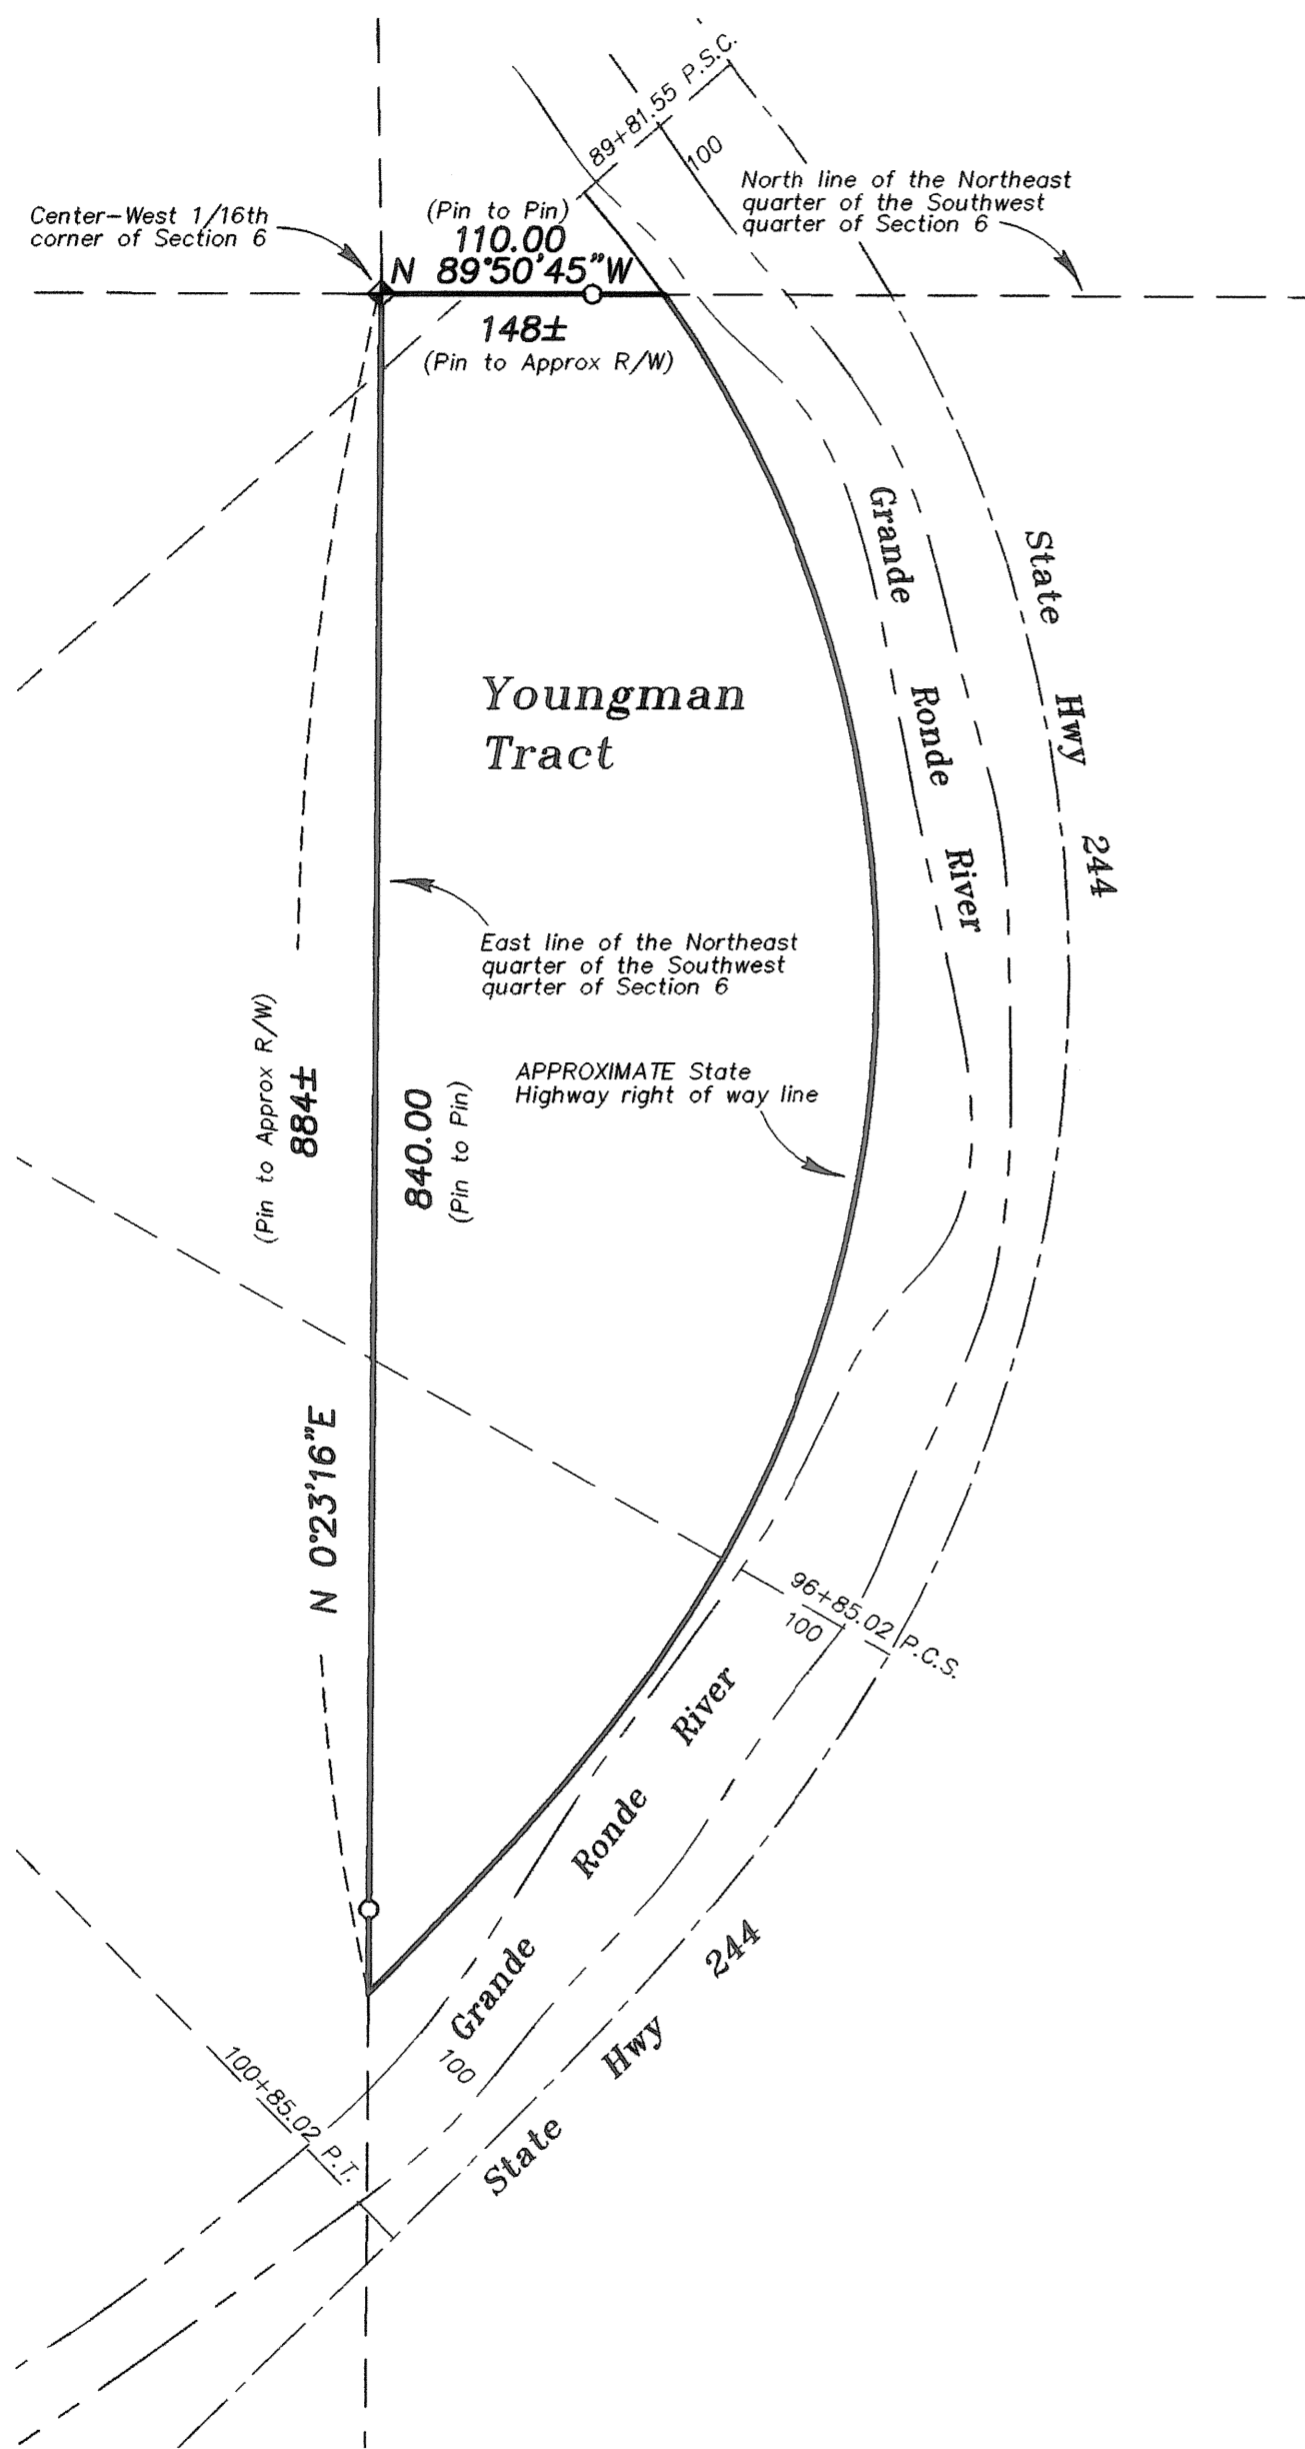 89+81.55 P.S.C.
100
North line of the Northeast
quarter of the Southwest
quarter of Section 6
Center-West 1/16th
corner of Section 6
(Pin to Pin)
110.00
N 89°50'45"W
148±
(Pin to Approx R/W)
Grande Ronde River
State Hwy 244
Youngman
Tract
East line of the Northeast
quarter of the Southwest
quarter of Section 6
(Pin to Approx R/W)
884±
840.00
(Pin to Pin)
APPROXIMATE State
Highway right of way line
N 0°23'16"E
96+85.02 P.C.S.
100
Grande Ronde River
State Hwy 244
100
100+85.02 P.T.